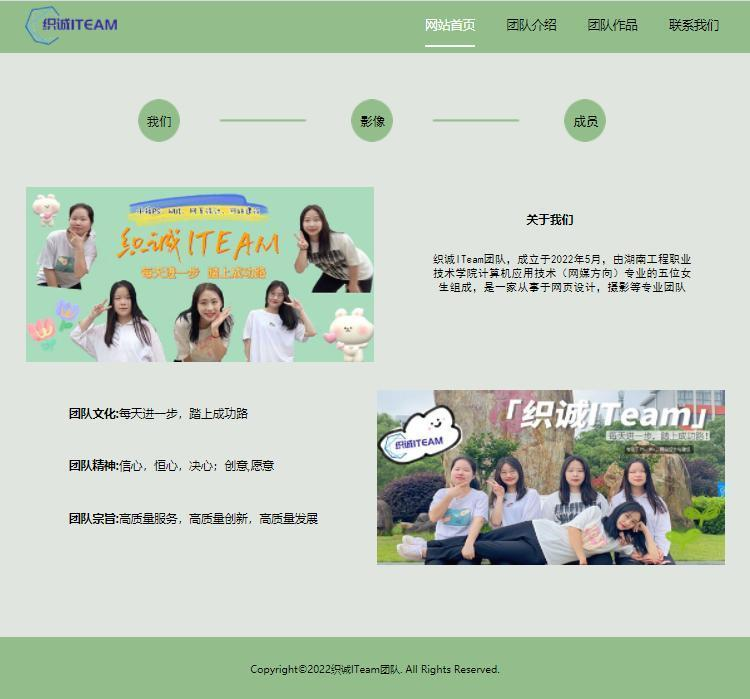 织诚ITEAM
网站首页 团队介绍 团队作品 联系我们
我们 影像 成员
织诚ITEAM
每天进一步 踏上成功路
关于我们
织诚ITeam团队，成立于2022年5月，由湖南工程职业
技术学院计算机应用技术（网媒方向）专业的五位女
生组成，是一家从事于网页设计，摄影等专业团队
团队文化:每天进一步，踏上成功路
团队精神:信心，恒心，决心；创意,愿意
团队宗旨:高质量服务，高质量创新，高质量发展
「织诚ITeam」
每天进一步，踏上成功路！
织诚ITEAM
Copyright©2022织诚ITeam团队. All Rights Reserved.